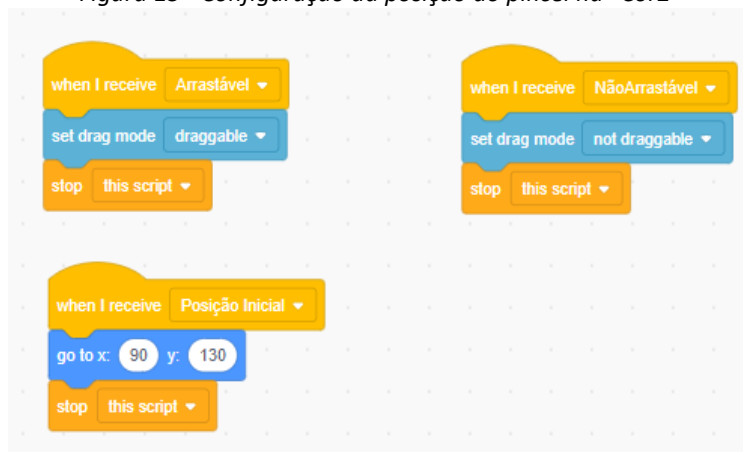 when I receive Arrastável
set drag mode draggable
stop this script
when I receive NãoArrastável
set drag mode not draggable
stop this script
when I receive Posição Inicial
go to x: 90 y: 130
stop this script